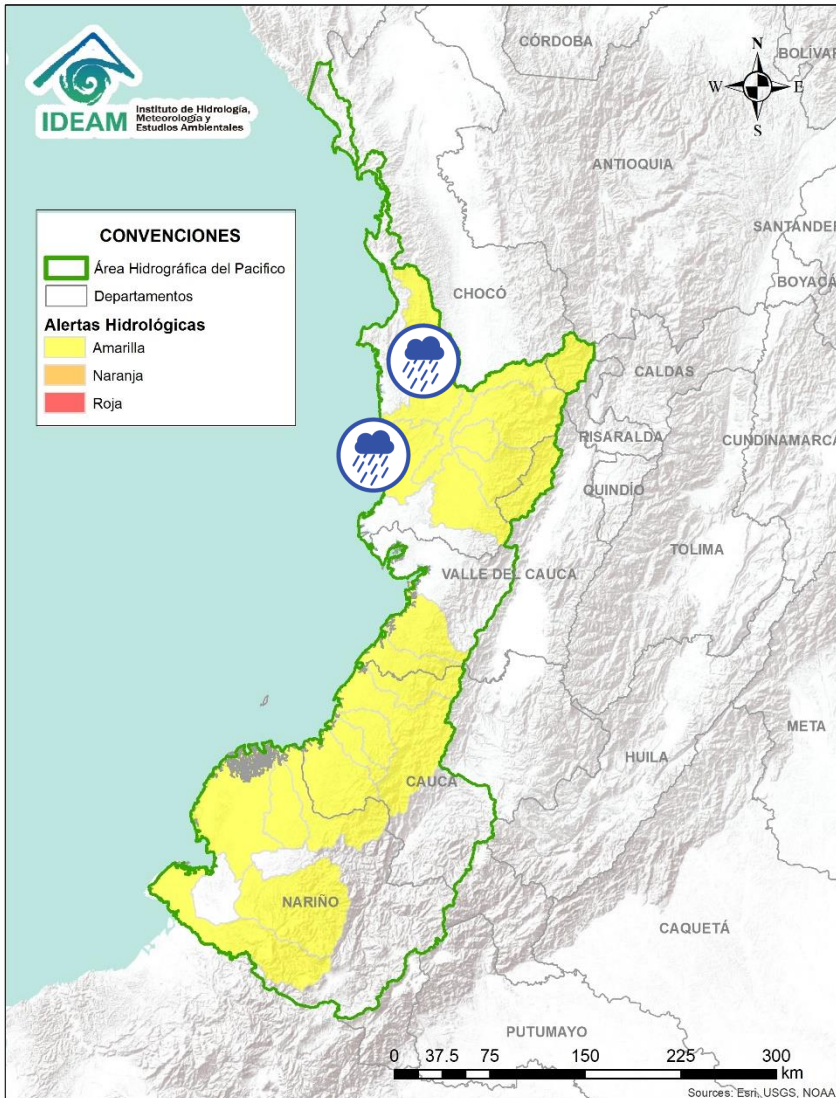 IDEAM
Instituto de Hidrología,
Meteorología y
Estudios Ambientales
CÓRDOBA
BOLÍVAR
N
W
E
S
ANTIOQUIA
SANTANDER
BOYACÁ
CONVENCIONES
Área Hidrográfica del Pacifico
Departamentos
Alertas Hidrológicas
Amarilla
Naranja
Roja
CHOCÓ
CALDAS
RISARALDA
CUNDINAMARCA
QUINDÍO
TOLIMA
VALLE DEL CAUCA
META
HUILA
CAUCA
NARIÑO
CAQUETÁ
PUTUMAYO
0 37.5 75 150 225 300
km
Sources: Esri, USGS, NOAA